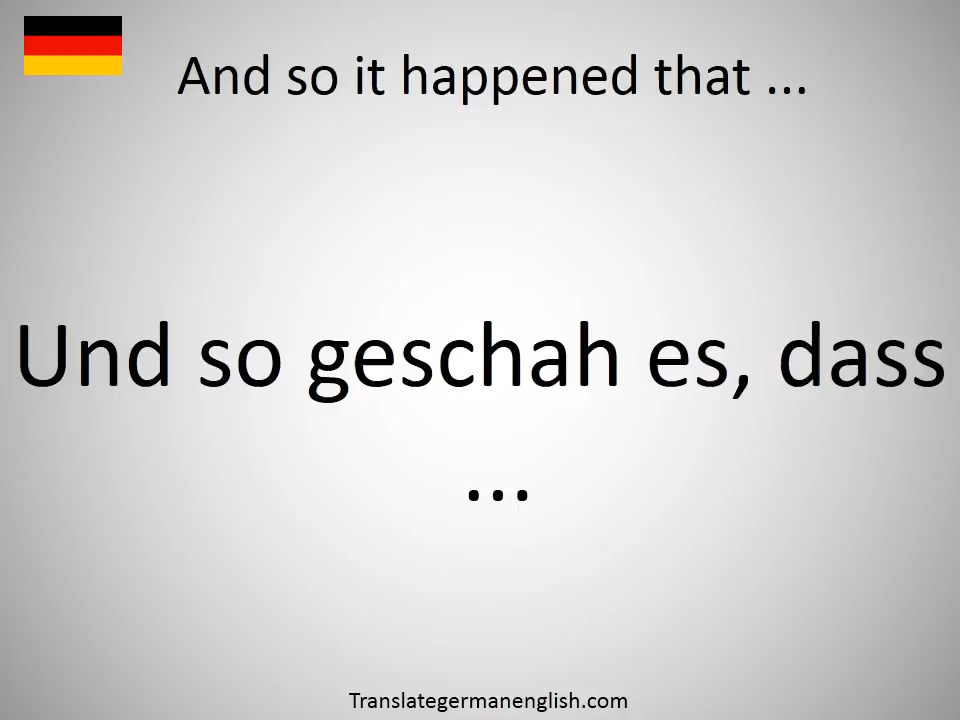 And so it happened that ...
Und so geschah es, dass
...
Translategermanenglish.com